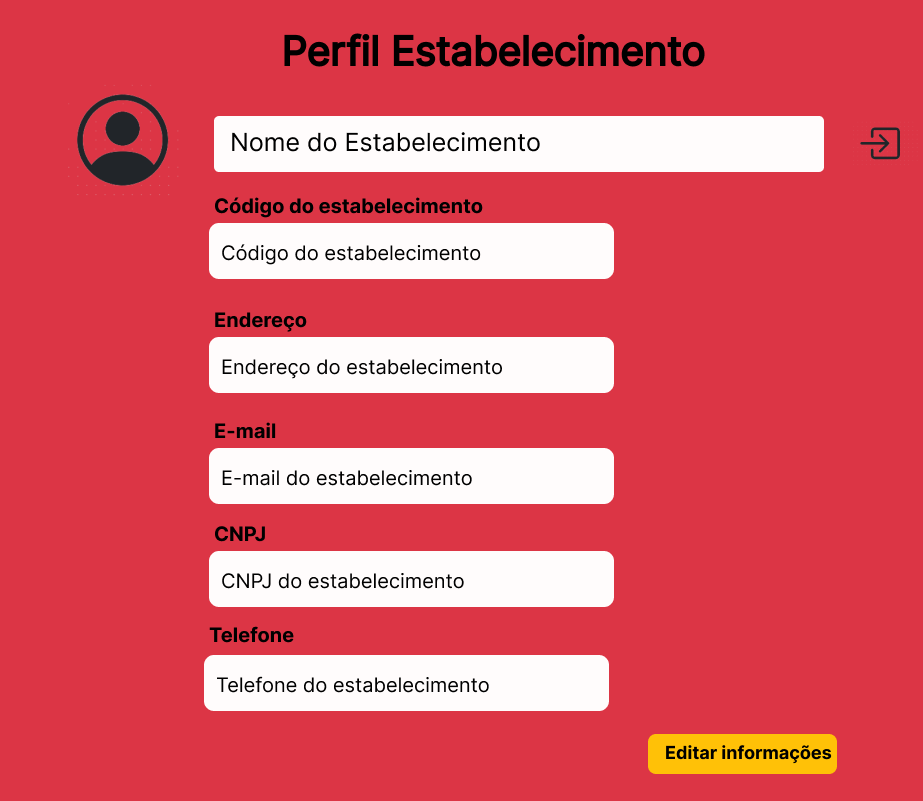 Perfil Estabelecimento
Nome do Estabelecimento
Código do estabelecimento
Código do estabelecimento
Endereço
Endereço do estabelecimento
E-mail
E-mail do estabelecimento
CNPJ
CNPJ do estabelecimento
Telefone
Telefone do estabelecimento
Editar informações